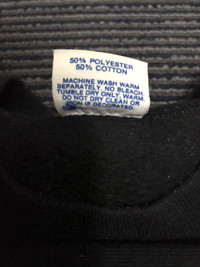 50% POLYESTER
50% COTTON
MACHINE WASH WARM
SEPARATELY. NO BLEACH.
TUMBLE DRY ONLY, WARM.
DO NOT DRY CLEAN OR
IRON IF DECORATED.